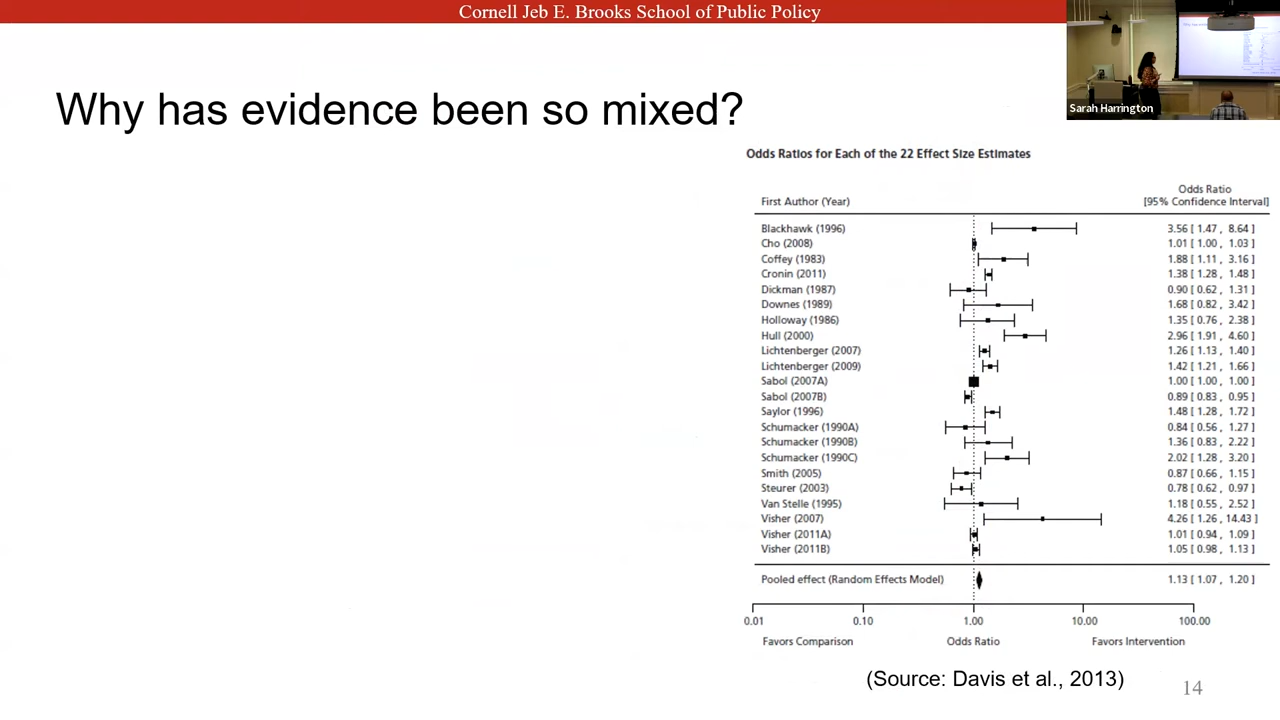 Cornell Jeb E. Brooks School of Public Policy
Sarah Harrington
Why has evidence been so mixed?
Odds Ratios for Each of the 22 Effect Size Estimates
First Author (Year)
Odds Ratio
[95% Confidence Interval]
Blackhawk (1996) 3.56 [ 1.47 , 8.64 ]
Cho (2008) 1.01 [ 1.00 , 1.03 ]
Coffey (1983) 1.88 [ 1.11 , 3.16 ]
Cronin (2011) 1.38 [ 1.28 , 1.48 ]
Dickman (1987) 0.90 [ 0.62 , 1.31 ]
Downes (1989) 1.68 [ 0.82 , 3.42 ]
Holloway (1986) 1.35 [ 0.76 , 2.38 ]
Hull (2000) 2.96 [ 1.91 , 4.60 ]
Lichtenberger (2007) 1.26 [ 1.13 , 1.40 ]
Lichtenberger (2009) 1.42 [ 1.21 , 1.66 ]
Sabol (2007A) 1.00 [ 1.00 , 1.00 ]
Sabol (2007B) 0.89 [ 0.83 , 0.95 ]
Saylor (1996) 1.48 [ 1.28 , 1.72 ]
Schumacker (1990A) 0.84 [ 0.56 , 1.27 ]
Schumacker (1990B) 1.36 [ 0.83 , 2.22 ]
Schumacker (1990C) 2.02 [ 1.28 , 3.20 ]
Smith (2005) 0.87 [ 0.66 , 1.15 ]
Steurer (2003) 0.78 [ 0.62 , 0.97 ]
Van Stelle (1995) 1.18 [ 0.55 , 2.52 ]
Visher (2007) 4.26 [ 1.26 , 14.43 ]
Visher (2011A) 1.01 [ 0.94 , 1.09 ]
Visher (2011B) 1.05 [ 0.98 , 1.13 ]
Pooled effect (Random Effects Model) 1.13 [ 1.07 , 1.20 ]
0.01 0.10 1.00 10.00 100.00
Favors Comparison Odds Ratio Favors Intervention
(Source: Davis et al., 2013)
14